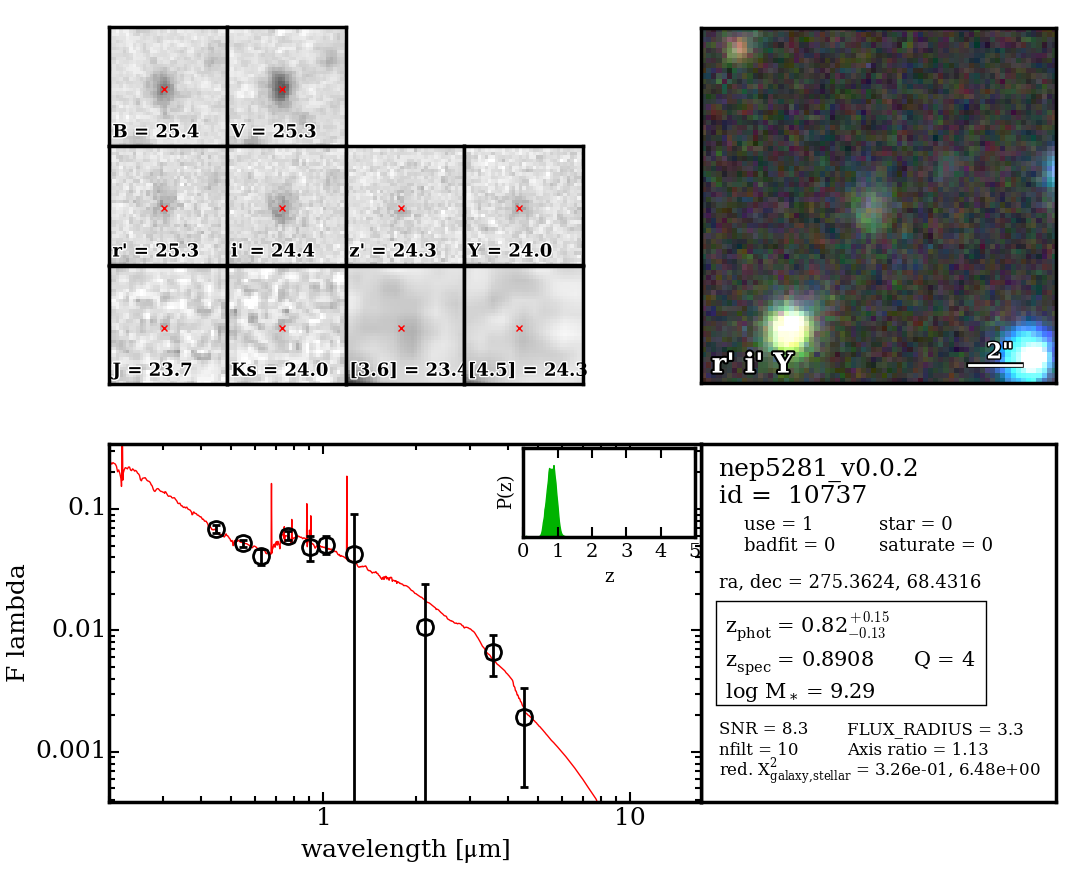 B = 25.4
V = 25.3
r' = 25.3
i' = 24.4
z' = 24.3
Y = 24.0
J = 23.7
Ks = 24.0
[3.6] = 23.4
[4.5] = 24.3
r' i' Y
2"
F lambda
0.1
0.01
0.001
1
10
wavelength [μm]
P(z)
0 1 2 3 4 5
z
nep5281_v0.0.2
id = 10737
use = 1 star = 0
badfit = 0 saturate = 0
ra, dec = 275.3624, 68.4316
z_phot = 0.82 +0.15 −0.13
z_spec = 0.8908 Q = 4
log M_* = 9.29
SNR = 8.3 FLUX_RADIUS = 3.3
nfilt = 10 Axis ratio = 1.13
red. X²_galaxy,stellar = 3.26e-01, 6.48e+00